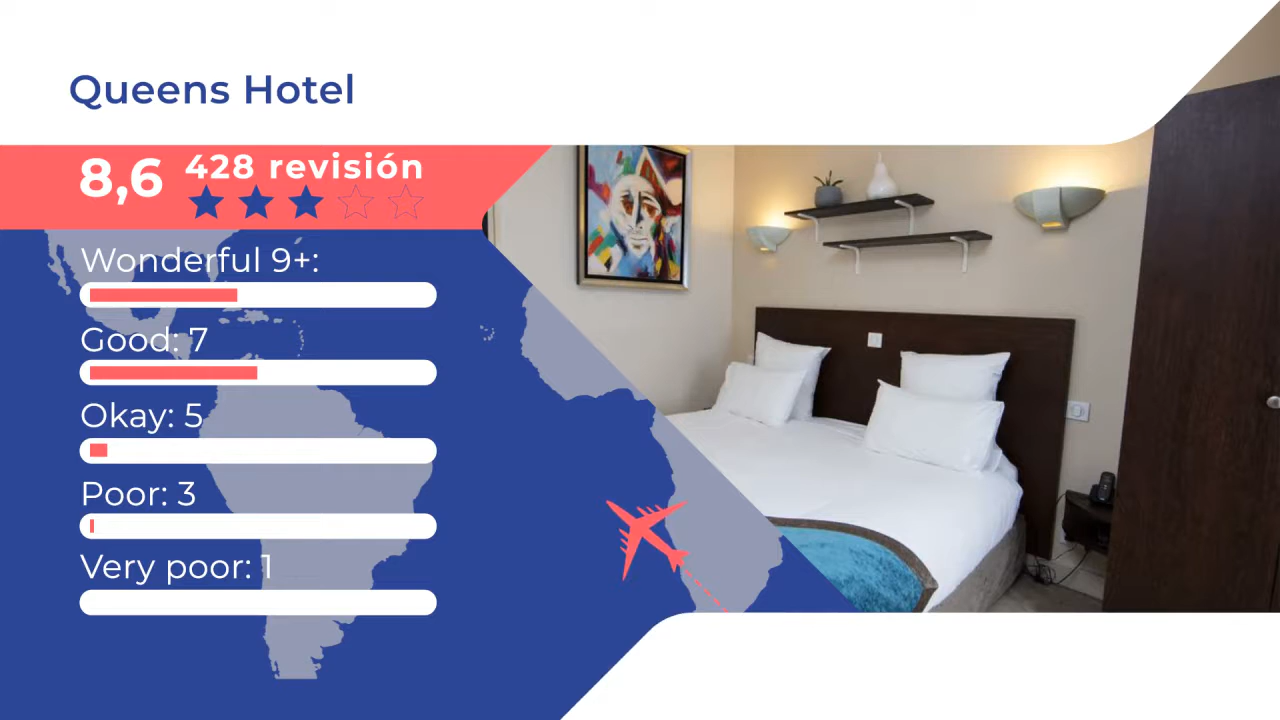 Queens Hotel
8,6
428 revisión
Wonderful 9+:
Good: 7
Okay: 5
Poor: 3
Very poor: 1